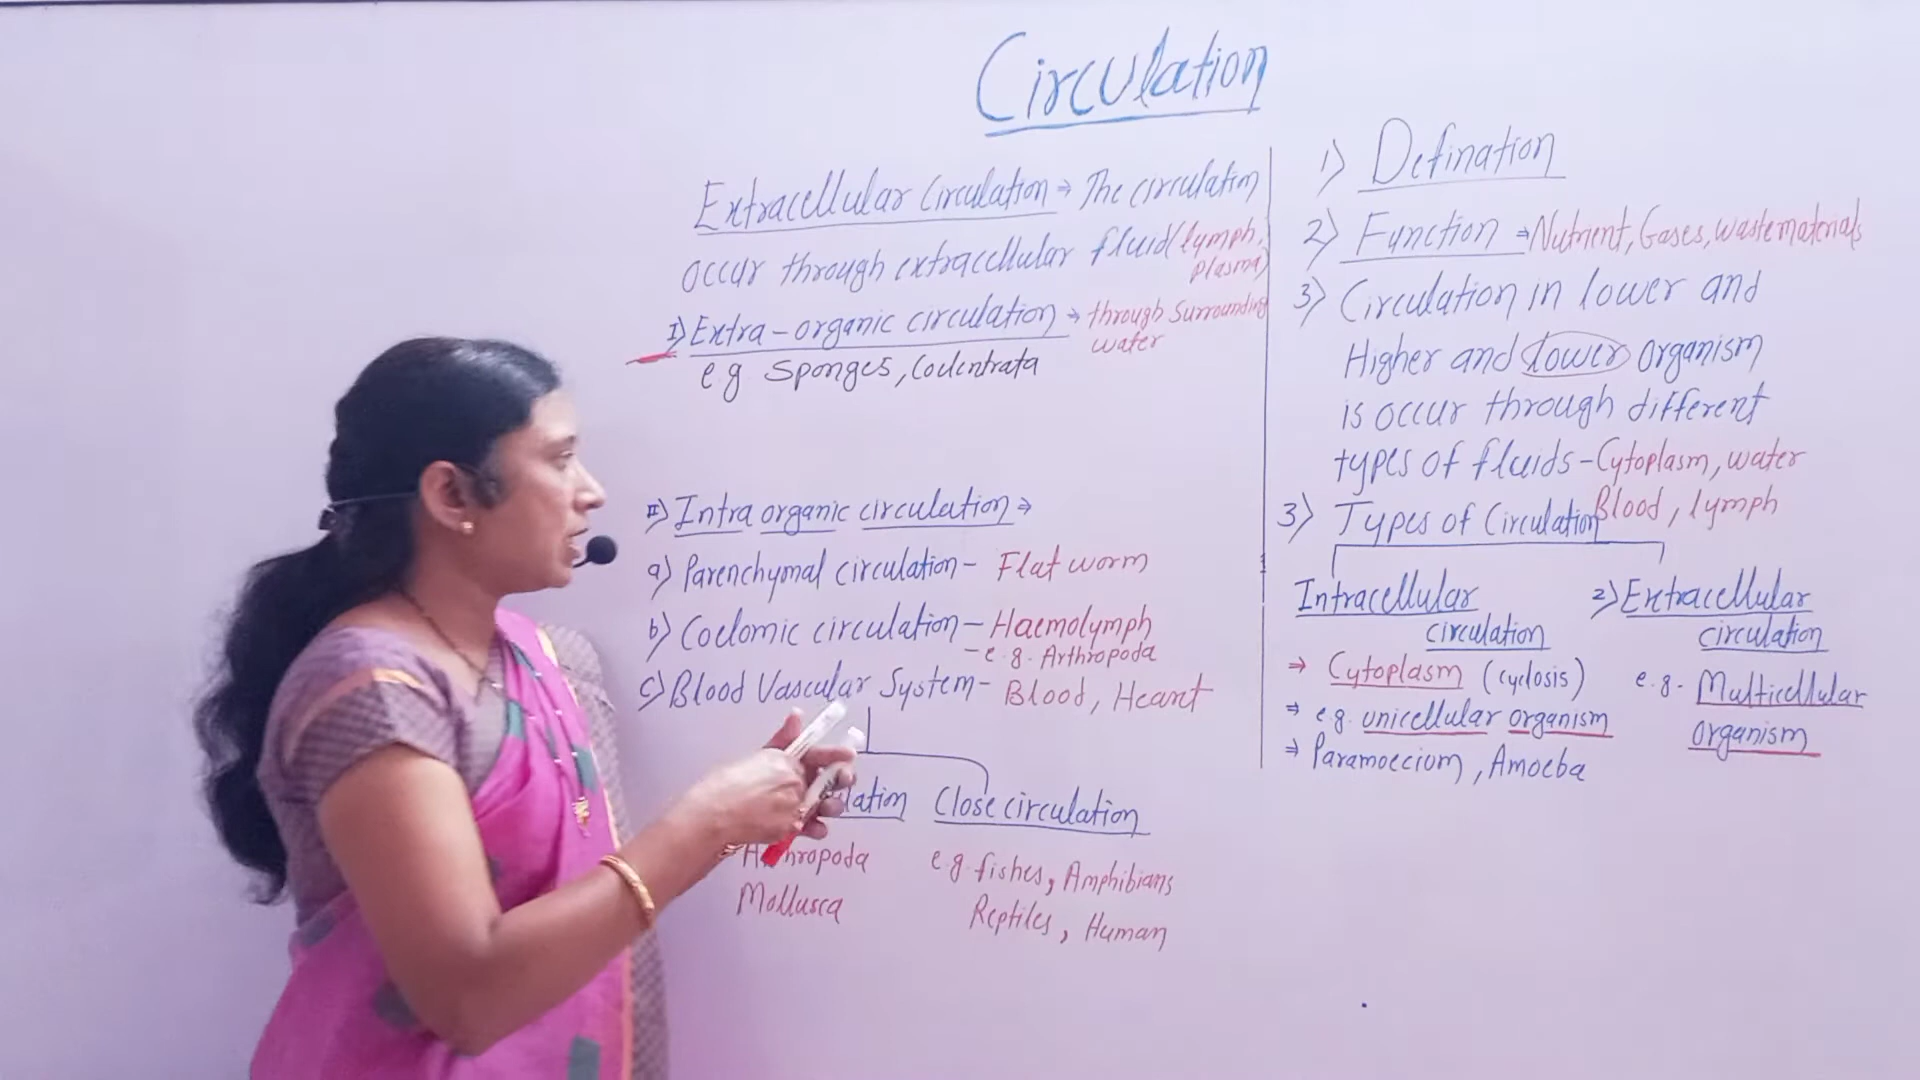 Circulation
Extracellular Circulation → The circulation
occur through extracellular fluid (lymph,
plasma)
I) Extra-organic circulation → through surrounding
water
e.g Sponges, Coelentrata
II) Intra organic circulation →
a) Parenchymal circulation - Flat worm
b) Coelomic circulation - Haemolymph
- e.g. Arthropoda
c) Blood Vascular System - Blood, Heart
Close circulation
Mollusca
e.g. fishes, Amphibians
Reptiles, Human
1) Defination
2) Function → Nutrient, Gases, waste materials
3) Circulation in lower and
Higher and lower organism
is occur through different
types of fluids - Cytoplasm, water
Blood, lymph
3) Types of Circulation
Intracellular
circulation
→ Cytoplasm (cyclosis)
→ e.g. unicellular organism
→ Paramoecium, Amoeba
2) Extracellular
circulation
e.g. Multicellular
organism